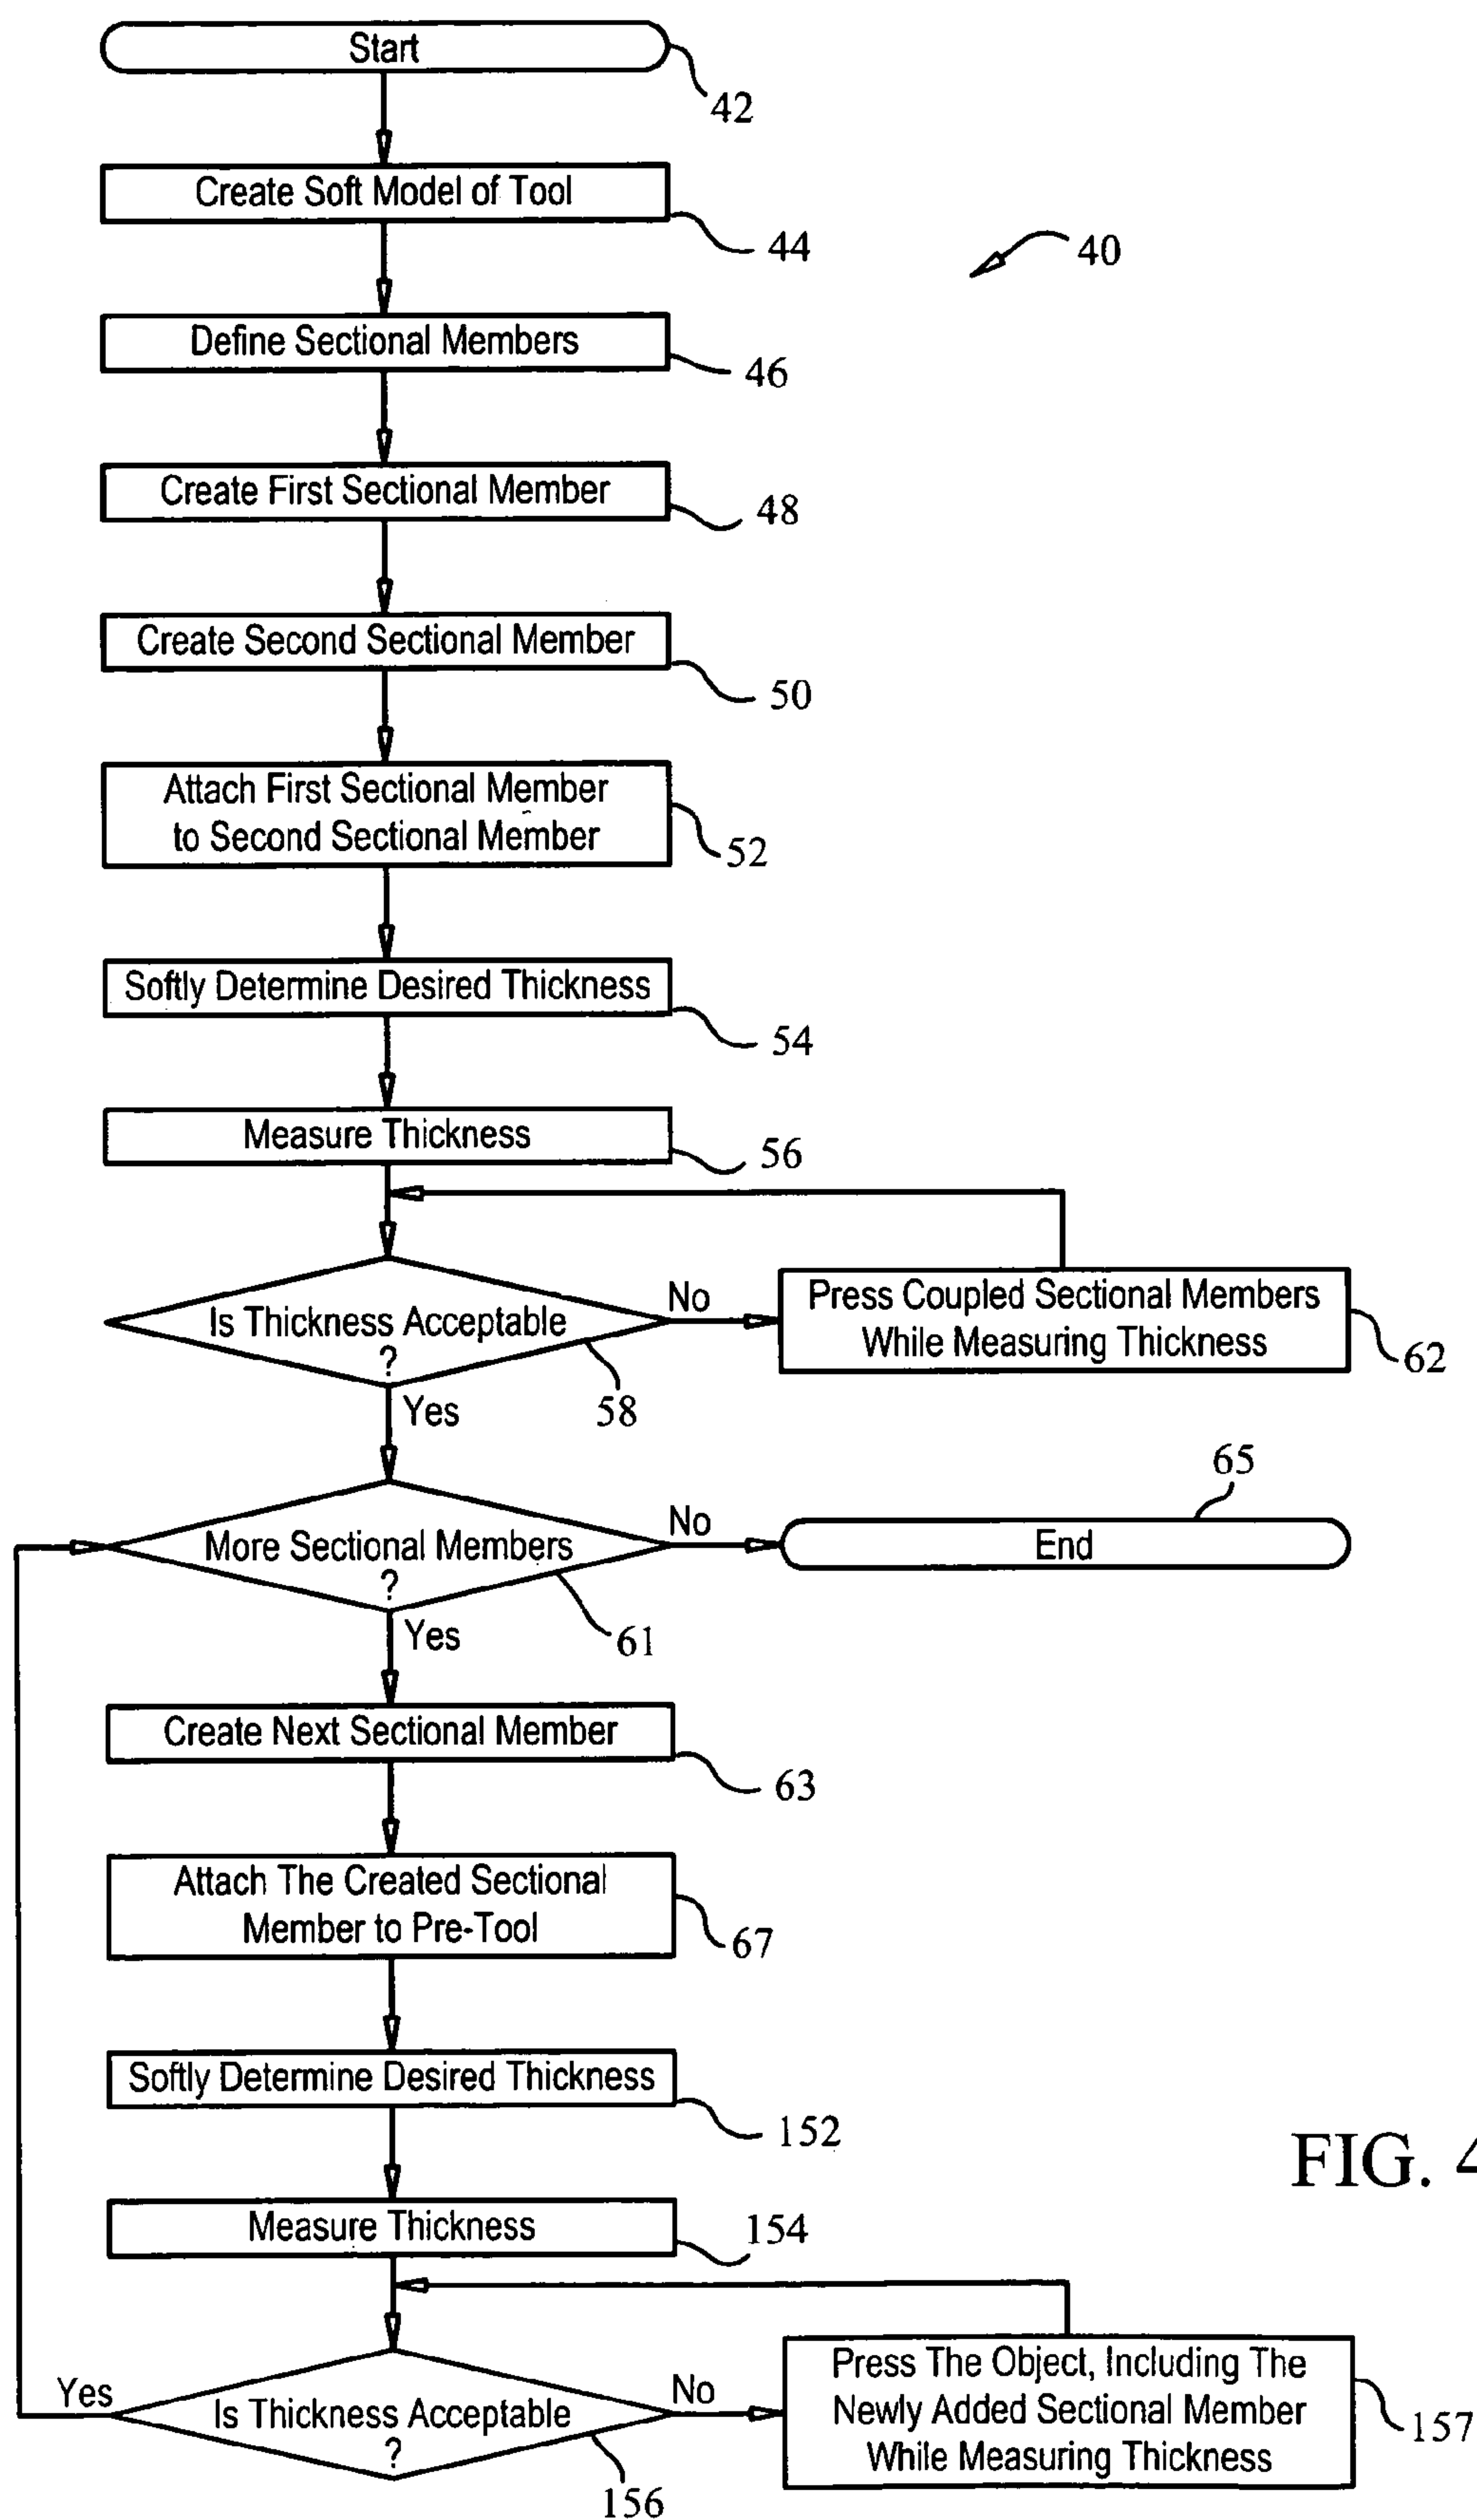 Start
42
Create Soft Model of Tool
44
40
Define Sectional Members
46
Create First Sectional Member
48
Create Second Sectional Member
50
Attach First Sectional Member
to Second Sectional Member
52
Softly Determine Desired Thickness
54
Measure Thickness
56
Is Thickness Acceptable
?
No
58
Yes
Press Coupled Sectional Members
While Measuring Thickness
62
More Sectional Members
?
No
61
Yes
65
End
Create Next Sectional Member
63
Attach The Created Sectional
Member to Pre-Tool
67
Softly Determine Desired Thickness
152
FIG. 4
Measure Thickness
154
Yes
Is Thickness Acceptable
?
No
156
Press The Object, Including The
Newly Added Sectional Member
While Measuring Thickness
157